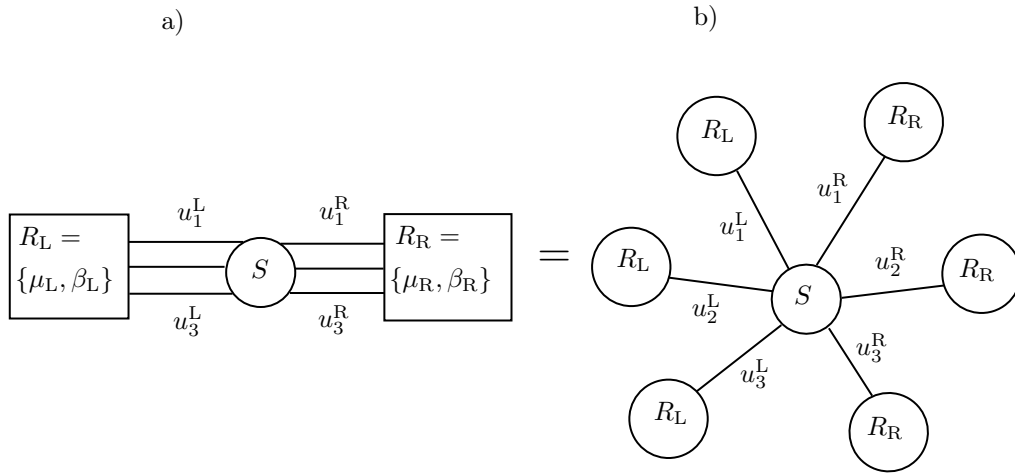 a)
b)
R_L
R_R
u_1^L
u_1^R
u_1^L
u_1^R
R_L =
{μ_L, β_L}
S
R_R =
{μ_R, β_R}
=
R_L
u_2^L
S
u_2^R
R_R
u_3^L
u_3^R
u_3^L
u_3^R
R_L
R_R